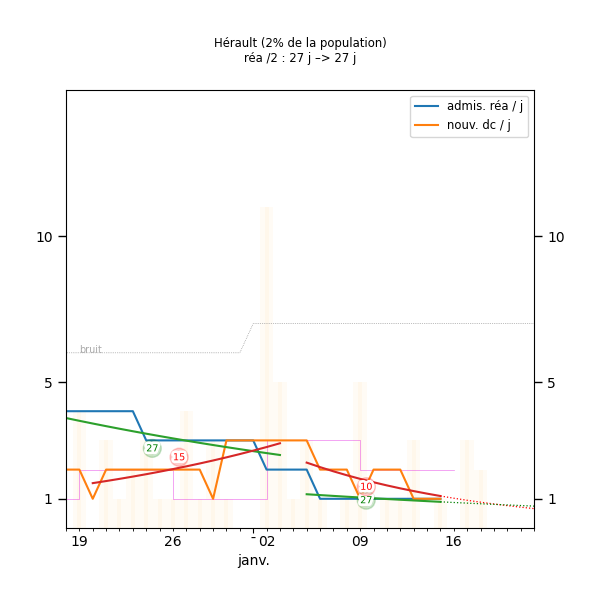 Hérault (2% de la population)
réa /2 : 27 j –> 27 j
admis. réa / j
nouv. dc / j
10
10
bruit
5
5
27
15
10
27
1
1
19
26
02
09
16
janv.